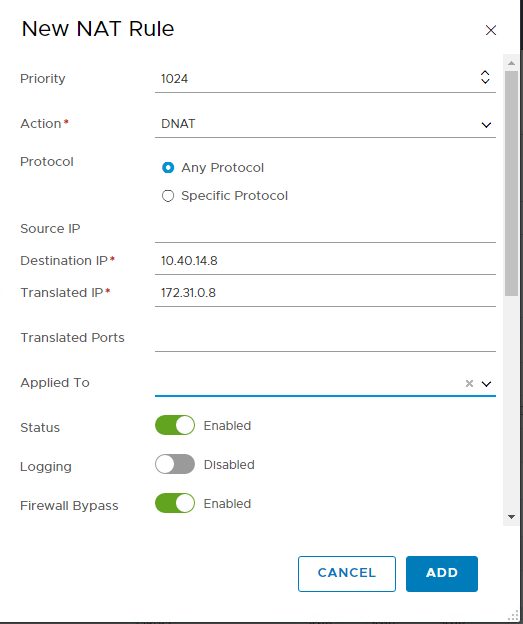 New NAT Rule
Priority 1024
Action* DNAT
Protocol Any Protocol
Specific Protocol
Source IP
Destination IP* 10.40.14.8
Translated IP* 172.31.0.8
Translated Ports
Applied To
Status Enabled
Logging Disabled
Firewall Bypass Enabled
CANCEL ADD